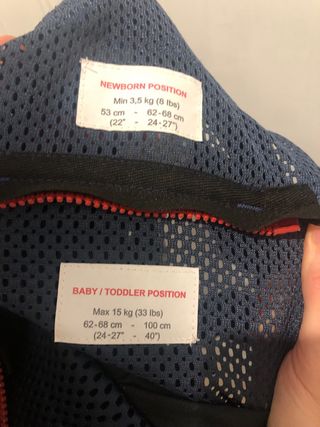 NEWBORN POSITION
Min 3,5 kg (8 lbs)
53 cm - 62-68 cm
(22" - 24-27")
BABY / TODDLER POSITION
Max 15 kg (33 lbs)
62-68 cm - 100 cm
(24-27" - 40")